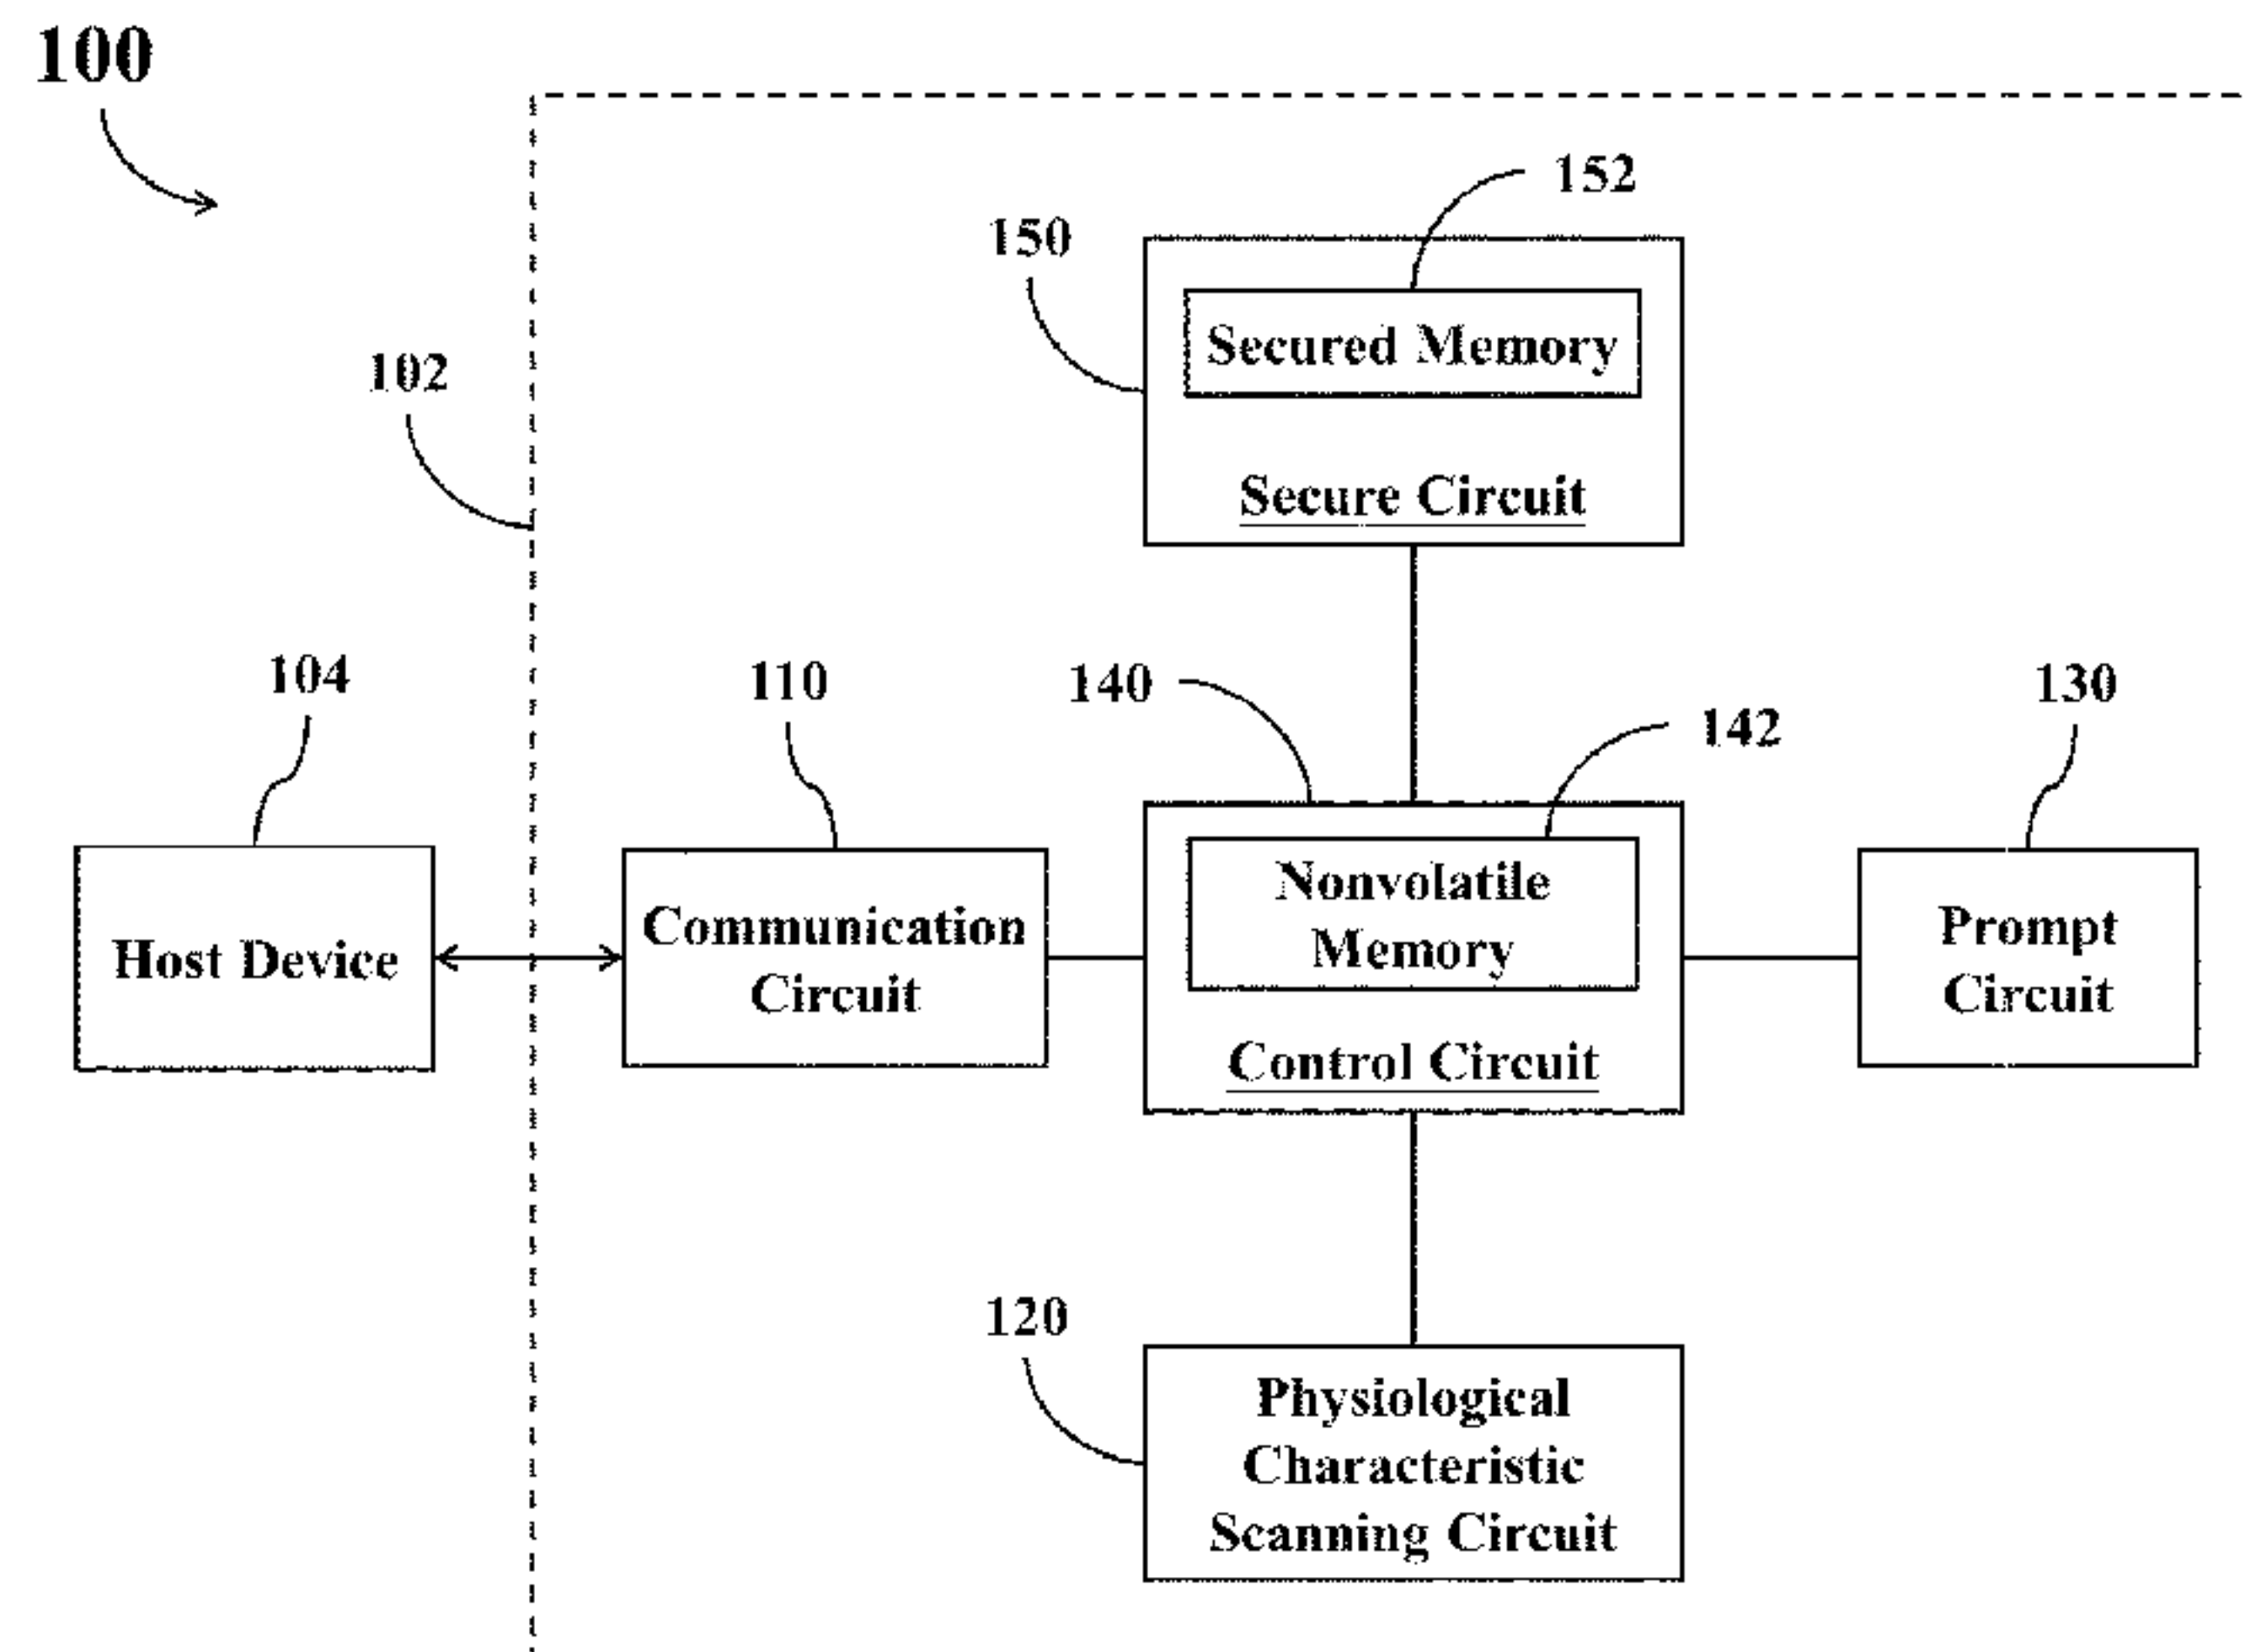 100
152
150
Secured Memory
102
Secure Circuit
104
110
140
130
142
Nonvolatile
Memory
Communication
Circuit
Prompt
Circuit
Host Device
Control Circuit
120
Physiological
Characteristic
Scanning Circuit